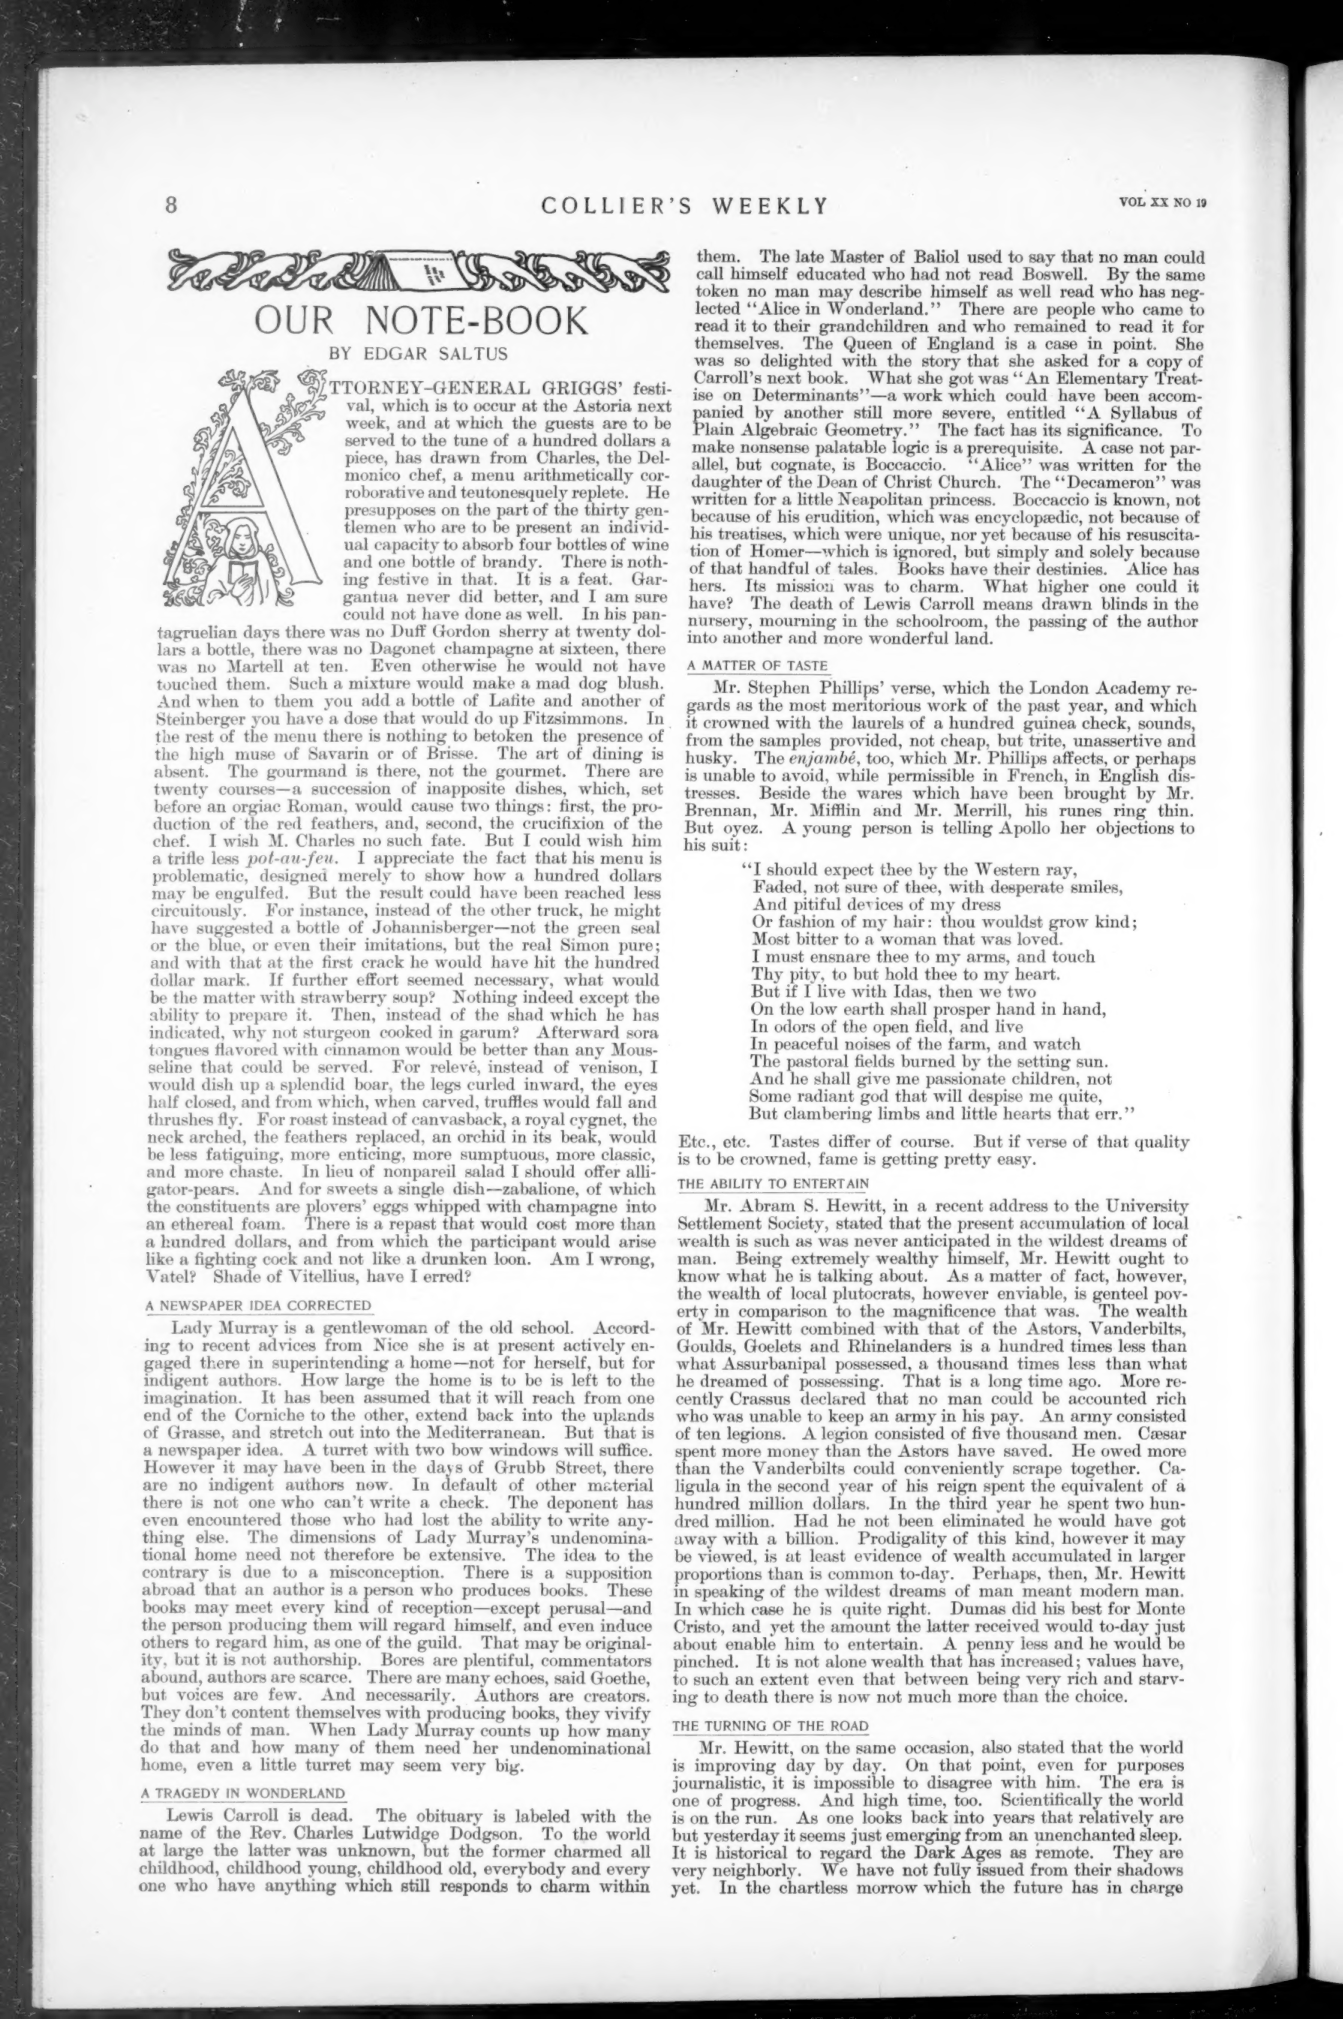 8
COLLIER'S WEEKLY
VOL XX NO 19
OUR NOTE-BOOK
BY EDGAR SALTUS
ATTORNEY-GENERAL GRIGGS' festi-
val, which is to occur at the Astoria next
week, and at which the guests are to be
served to the tune of a hundred dollars a
piece, has drawn from Charles, the Del-
monico chef, a menu arithmetically cor-
roborative and teutonesquely replete. He
presupposes on the part of the thirty gen-
tlemen who are to be present an individ-
ual capacity to absorb four bottles of wine
and one bottle of brandy. There is noth-
ing festive in that. It is a feat. Gar-
gantua never did better, and I am sure
could not have done as well. In his pan-
tagruelian days there was no Duff Gordon sherry at twenty dol-
lars a bottle, there was no Dagonet champagne at sixteen, there
was no Martell at ten. Even otherwise he would not have
touched them. Such a mixture would make a mad dog blush.
And when to them you add a bottle of Lafite and another of
Steinberger you have a dose that would do up Fitzsimmons. In
the rest of the menu there is nothing to betoken the presence of
the high muse of Savarin or of Brisse. The art of dining is
absent. The gourmand is there, not the gourmet. There are
twenty courses—a succession of inapposite dishes, which, set
before an orgiac Roman, would cause two things: first, the pro-
duction of the red feathers, and, second, the crucifixion of the
chef. I wish M. Charles no such fate. But I could wish him
a trifle less pot-au-feu. I appreciate the fact that his menu is
problematic, designed merely to show how a hundred dollars
may be engulfed. But the result could have been reached less
circuitously. For instance, instead of the other truck, he might
have suggested a bottle of Johannisberger—not the green seal
or the blue, or even their imitations, but the real Simon pure;
and with that at the first crack he would have hit the hundred
dollar mark. If further effort seemed necessary, what would
be the matter with strawberry soup? Nothing indeed except the
ability to prepare it. Then, instead of the shad which he has
indicated, why not sturgeon cooked in garum? Afterward sora
tongues flavored with cinnamon would be better than any Mous-
seline that could be served. For relevé, instead of venison, I
would dish up a splendid boar, the legs curled inward, the eyes
half closed, and from which, when carved, truffles would fall and
thrushes fly. For roast instead of canvasback, a royal cygnet, the
neck arched, the feathers replaced, an orchid in its beak, would
be less fatiguing, more enticing, more sumptuous, more classic,
and more chaste. In lieu of nonpareil salad I should offer alli-
gator-pears. And for sweets a single dish—zabalione, of which
the constituents are plovers' eggs whipped with champagne into
an ethereal foam. There is a repast that would cost more than
a hundred dollars, and from which the participant would arise
like a fighting cock and not like a drunken loon. Am I wrong,
Vatel? Shade of Vitellius, have I erred?
A NEWSPAPER IDEA CORRECTED
Lady Murray is a gentlewoman of the old school. Accord-
ing to recent advices from Nice she is at present actively en-
gaged there in superintending a home—not for herself, but for
indigent authors. How large the home is to be is left to the
imagination. It has been assumed that it will reach from one
end of the Corniche to the other, extend back into the uplands
of Grasse, and stretch out into the Mediterranean. But that is
a newspaper idea. A turret with two bow windows will suffice.
However it may have been in the days of Grubb Street, there
are no indigent authors now. In default of other material
there is not one who can't write a check. The deponent has
even encountered those who had lost the ability to write any-
thing else. The dimensions of Lady Murray's undenomina-
tional home need not therefore be extensive. The idea to the
contrary is due to a misconception. There is a supposition
abroad that an author is a person who produces books. These
books may meet every kind of reception—except perusal—and
the person producing them will regard himself, and even induce
others to regard him, as one of the guild. That may be original-
ity, but it is not authorship. Bores are plentiful, commentators
abound, authors are scarce. There are many echoes, said Goethe,
but voices are few. And necessarily. Authors are creators.
They don't content themselves with producing books, they vivify
the minds of man. When Lady Murray counts up how many
do that and how many of them need her undenominational
home, even a little turret may seem very big.
A TRAGEDY IN WONDERLAND
Lewis Carroll is dead. The obituary is labeled with the
name of the Rev. Charles Lutwidge Dodgson. To the world
at large the latter was unknown, but the former charmed all
childhood, childhood young, childhood old, everybody and every
one who have anything which still responds to charm within
them. The late Master of Baliol used to say that no man could
call himself educated who had not read Boswell. By the same
token no man may describe himself as well read who has neg-
lected "Alice in Wonderland." There are people who came to
read it to their grandchildren and who remained to read it for
themselves. The Queen of England is a case in point. She
was so delighted with the story that she asked for a copy of
Carroll's next book. What she got was "An Elementary Treat-
ise on Determinants"—a work which could have been accom-
panied by another still more severe, entitled "A Syllabus of
Plain Algebraic Geometry." The fact has its significance. To
make nonsense palatable logic is a prerequisite. A case not par-
allel, but cognate, is Boccaccio. "Alice" was written for the
daughter of the Dean of Christ Church. The "Decameron" was
written for a little Neapolitan princess. Boccaccio is known, not
because of his erudition, which was encyclopædic, not because of
his treatises, which were unique, nor yet because of his resuscita-
tion of Homer—which is ignored, but simply and solely because
of that handful of tales. Books have their destinies. Alice has
hers. Its mission was to charm. What higher one could it
have? The death of Lewis Carroll means drawn blinds in the
nursery, mourning in the schoolroom, the passing of the author
into another and more wonderful land.
A MATTER OF TASTE
Mr. Stephen Phillips' verse, which the London Academy re-
gards as the most meritorious work of the past year, and which
it crowned with the laurels of a hundred guinea check, sounds,
from the samples provided, not cheap, but trite, unassertive and
husky. The enjambé, too, which Mr. Phillips affects, or perhaps
is unable to avoid, while permissible in French, in English dis-
tresses. Beside the wares which have been brought by Mr.
Brennan, Mr. Mifflin and Mr. Merrill, his runes ring thin.
But oyez. A young person is telling Apollo her objections to
his suit:
"I should expect thee by the Western ray,
Faded, not sure of thee, with desperate smiles,
And pitiful devices of my dress
Or fashion of my hair: thou wouldst grow kind;
Most bitter to a woman that was loved.
I must ensnare thee to my arms, and touch
Thy pity, to but hold thee to my heart.
But if I live with Idas, then we two
On the low earth shall prosper hand in hand,
In odors of the open field, and live
In peaceful noises of the farm, and watch
The pastoral fields burned by the setting sun.
And he shall give me passionate children, not
Some radiant god that will despise me quite,
But clambering limbs and little hearts that err."
Etc., etc. Tastes differ of course. But if verse of that quality
is to be crowned, fame is getting pretty easy.
THE ABILITY TO ENTERTAIN
Mr. Abram S. Hewitt, in a recent address to the University
Settlement Society, stated that the present accumulation of local
wealth is such as was never anticipated in the wildest dreams of
man. Being extremely wealthy himself, Mr. Hewitt ought to
know what he is talking about. As a matter of fact, however,
the wealth of local plutocrats, however enviable, is genteel pov-
erty in comparison to the magnificence that was. The wealth
of Mr. Hewitt combined with that of the Astors, Vanderbilts,
Goulds, Goelets and Rhinelanders is a hundred times less than
what Assurbanipal possessed, a thousand times less than what
he dreamed of possessing. That is a long time ago. More re-
cently Crassus declared that no man could be accounted rich
who was unable to keep an army in his pay. An army consisted
of ten legions. A legion consisted of five thousand men. Cæsar
spent more money than the Astors have saved. He owed more
than the Vanderbilts could conveniently scrape together. Ca-
ligula in the second year of his reign spent the equivalent of a
hundred million dollars. In the third year he spent two hun-
dred million. Had he not been eliminated he would have got
away with a billion. Prodigality of this kind, however it may
be viewed, is at least evidence of wealth accumulated in larger
proportions than is common to-day. Perhaps, then, Mr. Hewitt
in speaking of the wildest dreams of man meant modern man.
In which case he is quite right. Dumas did his best for Monte
Cristo, and yet the amount the latter received would to-day just
about enable him to entertain. A penny less and he would be
pinched. It is not alone wealth that has increased; values have,
to such an extent even that between being very rich and starv-
ing to death there is now not much more than the choice.
THE TURNING OF THE ROAD
Mr. Hewitt, on the same occasion, also stated that the world
is improving day by day. On that point, even for purposes
journalistic, it is impossible to disagree with him. The era is
one of progress. And high time, too. Scientifically the world
is on the run. As one looks back into years that relatively are
but yesterday it seems just emerging from an unenchanted sleep.
It is historical to regard the Dark Ages as remote. They are
very neighborly. We have not fully issued from their shadows
yet. In the chartless morrow which the future has in charge